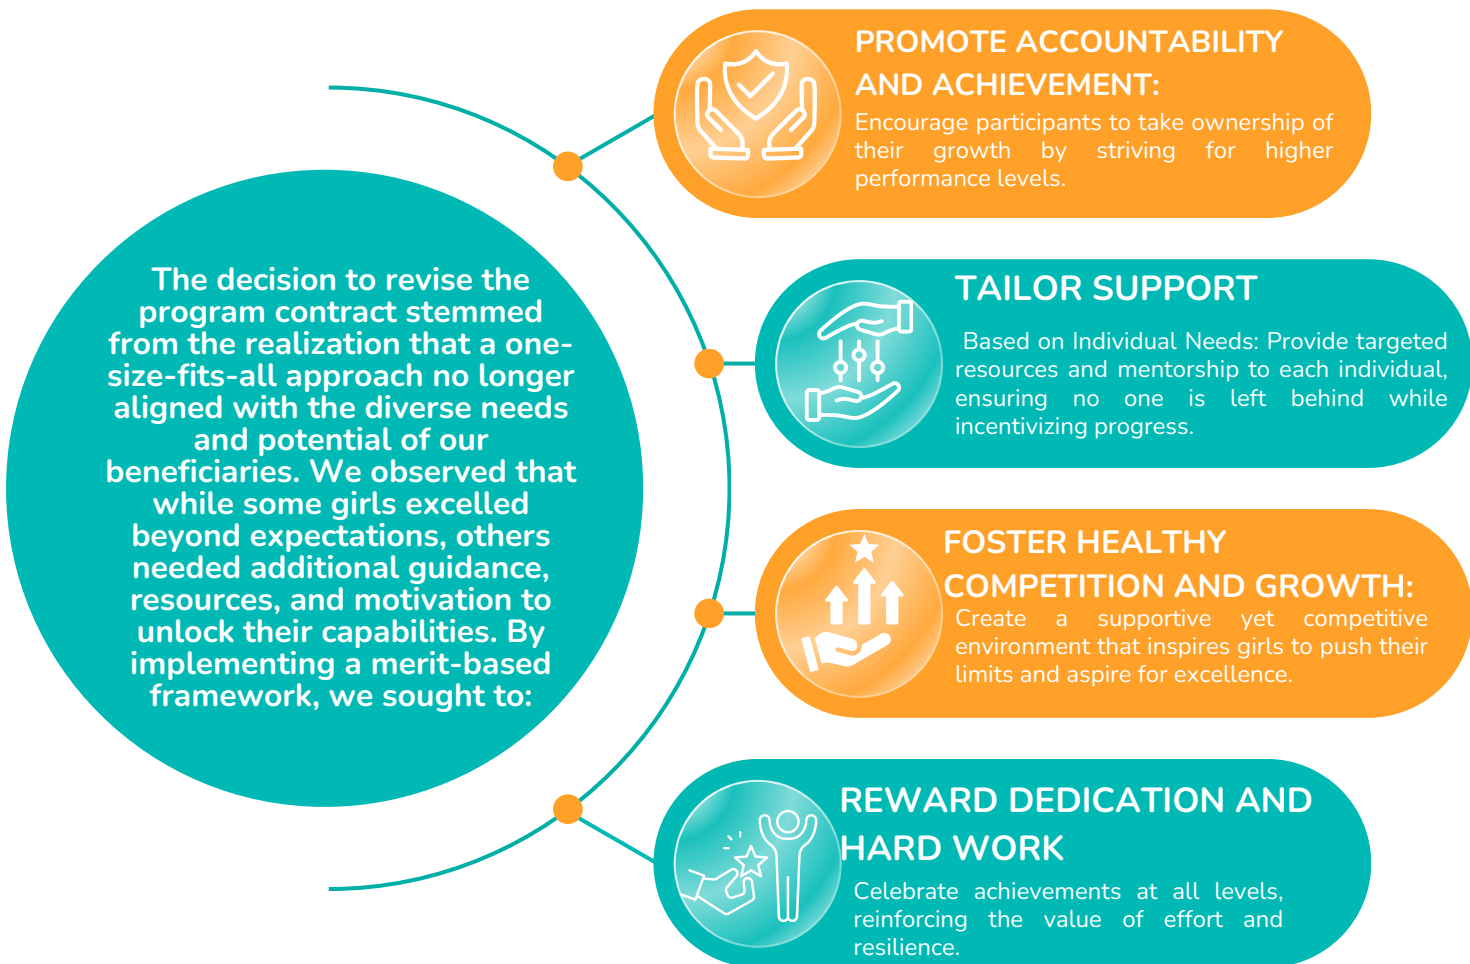 The decision to revise the
program contract stemmed
from the realization that a one-
size-fits-all approach no longer
aligned with the diverse needs
and potential of our
beneficiaries. We observed that
while some girls excelled
beyond expectations, others
needed additional guidance,
resources, and motivation to
unlock their capabilities. By
implementing a merit-based
framework, we sought to:
PROMOTE ACCOUNTABILITY
AND ACHIEVEMENT:
Encourage participants to take ownership of
their growth by striving for higher
performance levels.
TAILOR SUPPORT
Based on Individual Needs: Provide targeted
resources and mentorship to each individual,
ensuring no one is left behind while
incentivizing progress.
FOSTER HEALTHY
COMPETITION AND GROWTH:
Create a supportive yet competitive
environment that inspires girls to push their
limits and aspire for excellence.
REWARD DEDICATION AND
HARD WORK
Celebrate achievements at all levels,
reinforcing the value of effort and
resilience.